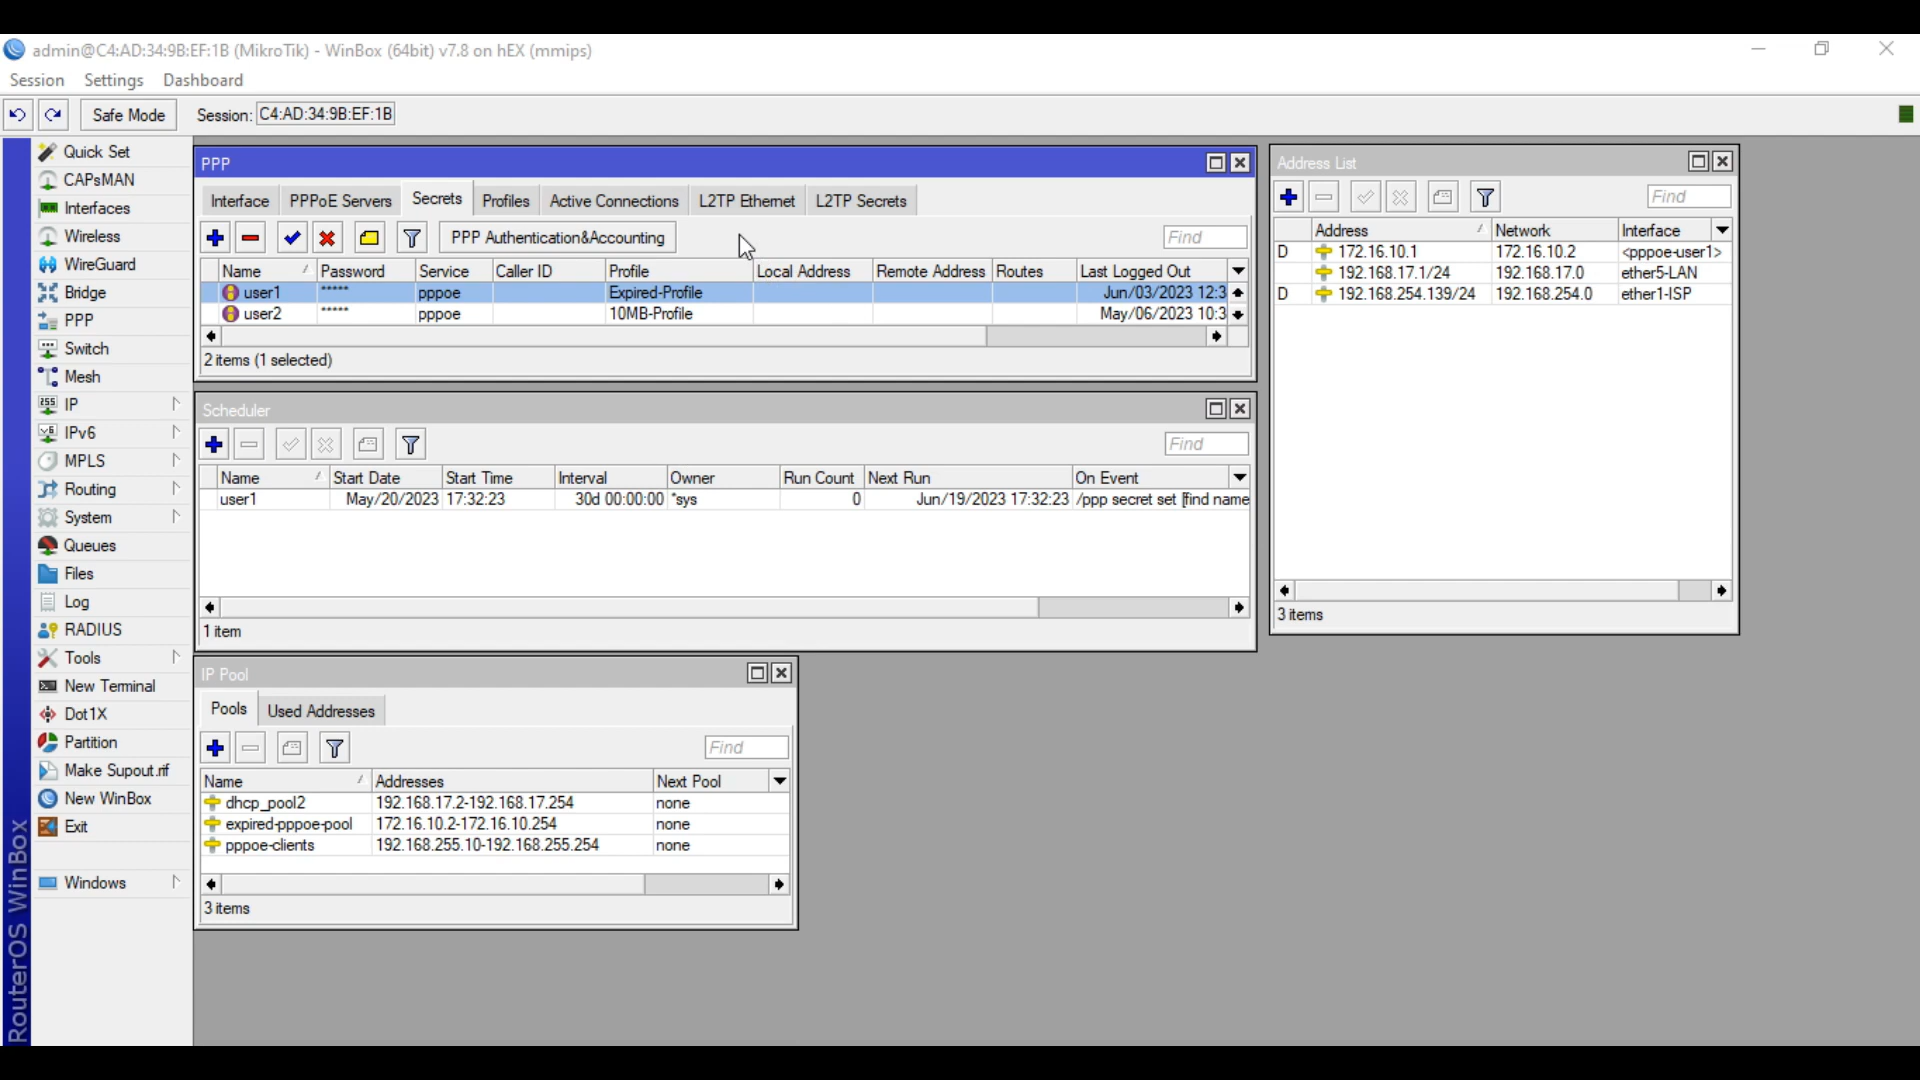 admin@C4:AD:34:9B:EF:1B (MikroTik) - WinBox (64bit) v7.8 on hEX (mmips)
Session Settings Dashboard
Safe Mode Session: C4:AD:34:9B:EF:1B
RouterOS WinBox
Quick Set
CAPsMAN
Interfaces
Wireless
WireGuard
Bridge
PPP
Switch
Mesh
IP
IPv6
MPLS
Routing
System
Queues
Files
Log
RADIUS
Tools
New Terminal
Dot1X
Partition
Make Supout.rif
New WinBox
Exit
Windows
PPP
Interface PPPoE Servers Secrets Profiles Active Connections L2TP Ethernet L2TP Secrets
PPP Authentication&Accounting Find
Name Password Service Caller ID Profile Local Address Remote Address Routes Last Logged Out
user1 ***** pppoe Expired-Profile Jun/03/2023 12:3
user2 ***** pppoe 10MB-Profile May/06/2023 10:3
2 items (1 selected)
Scheduler
Find
Name Start Date Start Time Interval Owner Run Count Next Run On Event
user1 May/20/2023 17:32:23 30d 00:00:00 *sys 0 Jun/19/2023 17:32:23 /ppp secret set [find name
1 item
IP Pool
Pools Used Addresses
Find
Name Addresses Next Pool
dhcp_pool2 192.168.17.2-192.168.17.254 none
expired-pppoe-pool 172.16.10.2-172.16.10.254 none
pppoe-clients 192.168.255.10-192.168.255.254 none
3 items
Address List
Find
Address Network Interface
D 172.16.10.1 172.16.10.2 <pppoe-user1>
192.168.17.1/24 192.168.17.0 ether5-LAN
D 192.168.254.139/24 192.168.254.0 ether1-ISP
3 items